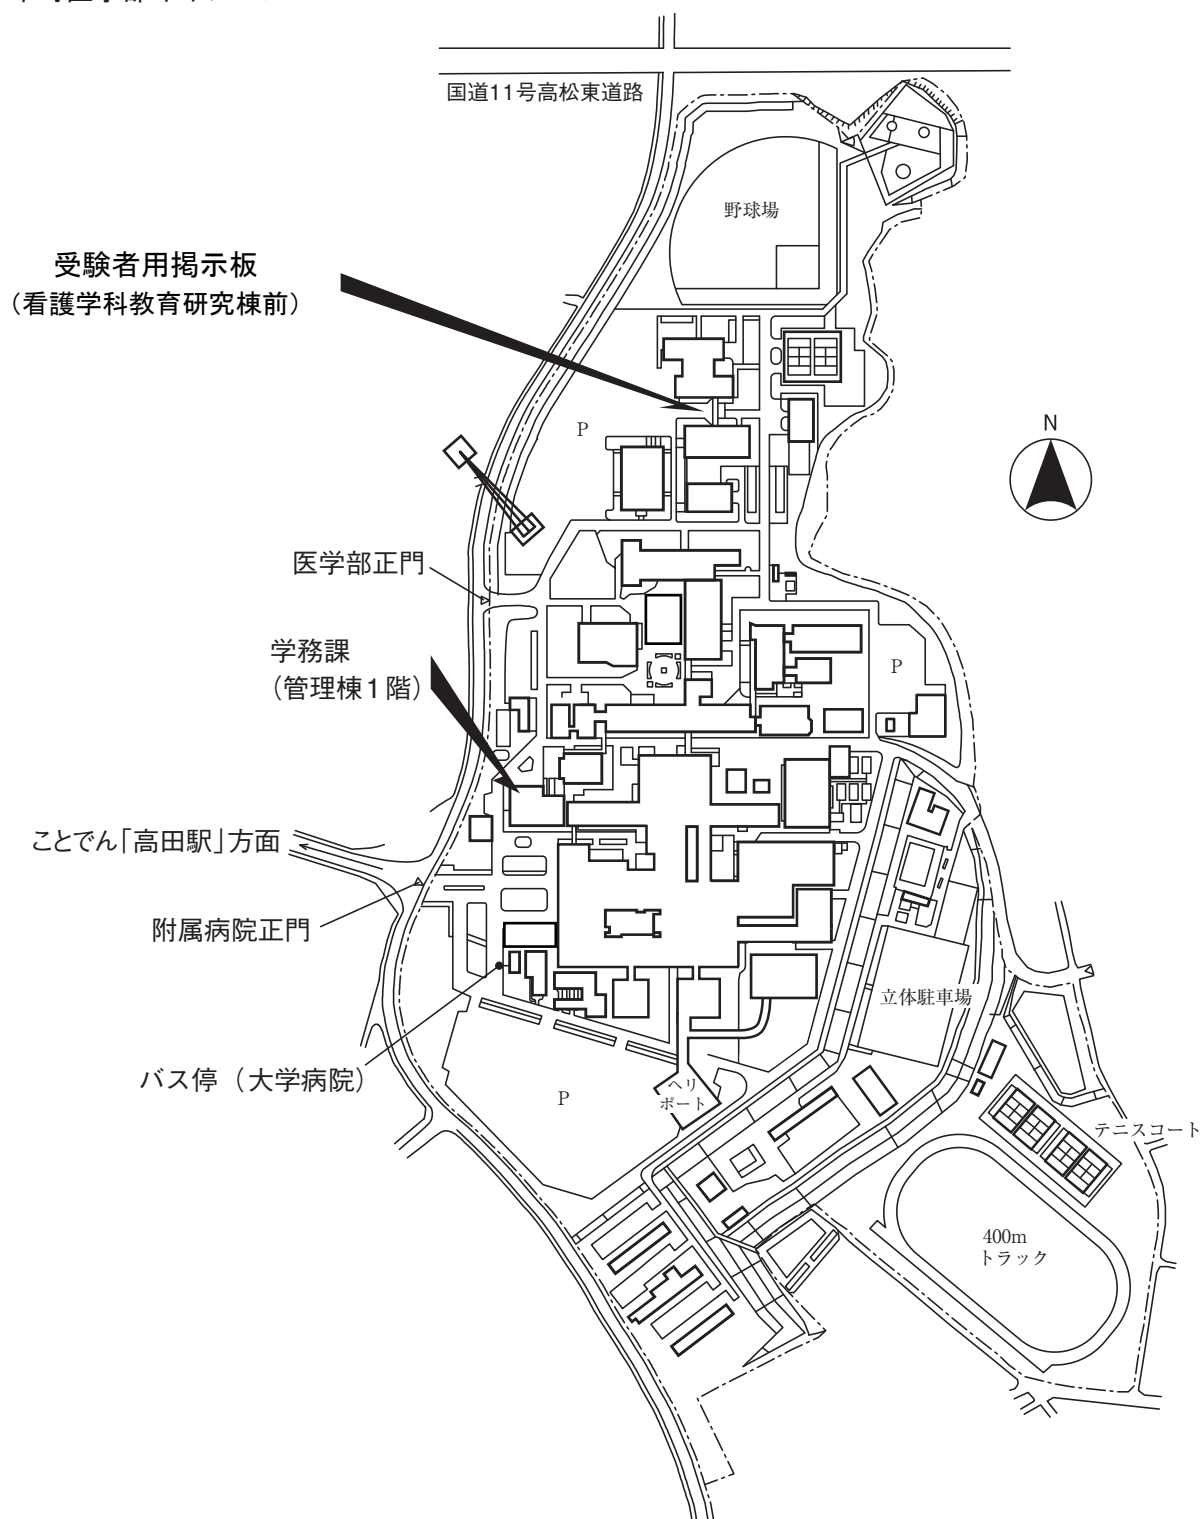 国道11号高松東道路
野球場
受験者用掲示板
（看護学科教育研究棟前）
P
N
医学部正門
学務課
（管理棟１階）
P
ことでん「高田駅」方面
附属病院正門
立体駐車場
バス停（大学病院）
P
ヘリ
ポート
テニスコート
400m
トラック